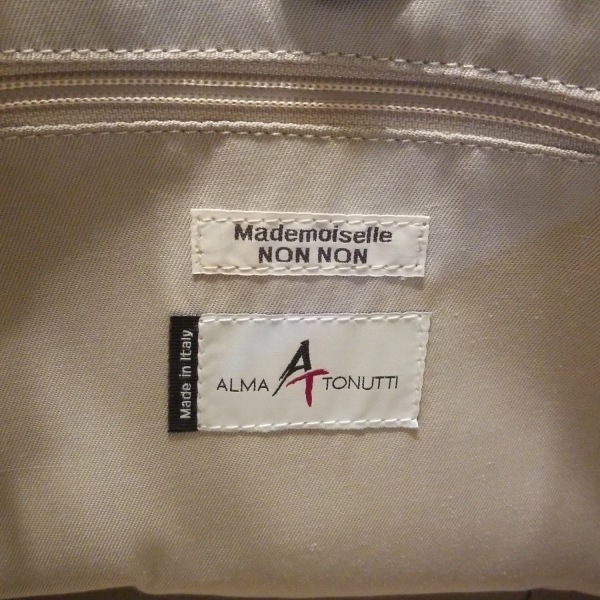 Mademoiselle
NON NON
Made in Italy
ALMA AT TONUTTI